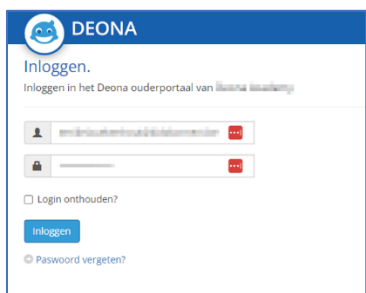 DEONA
Inloggen.
Inloggen in het Deona ouderportaal van
Login onthouden?
Inloggen
Paswoord vergeten?